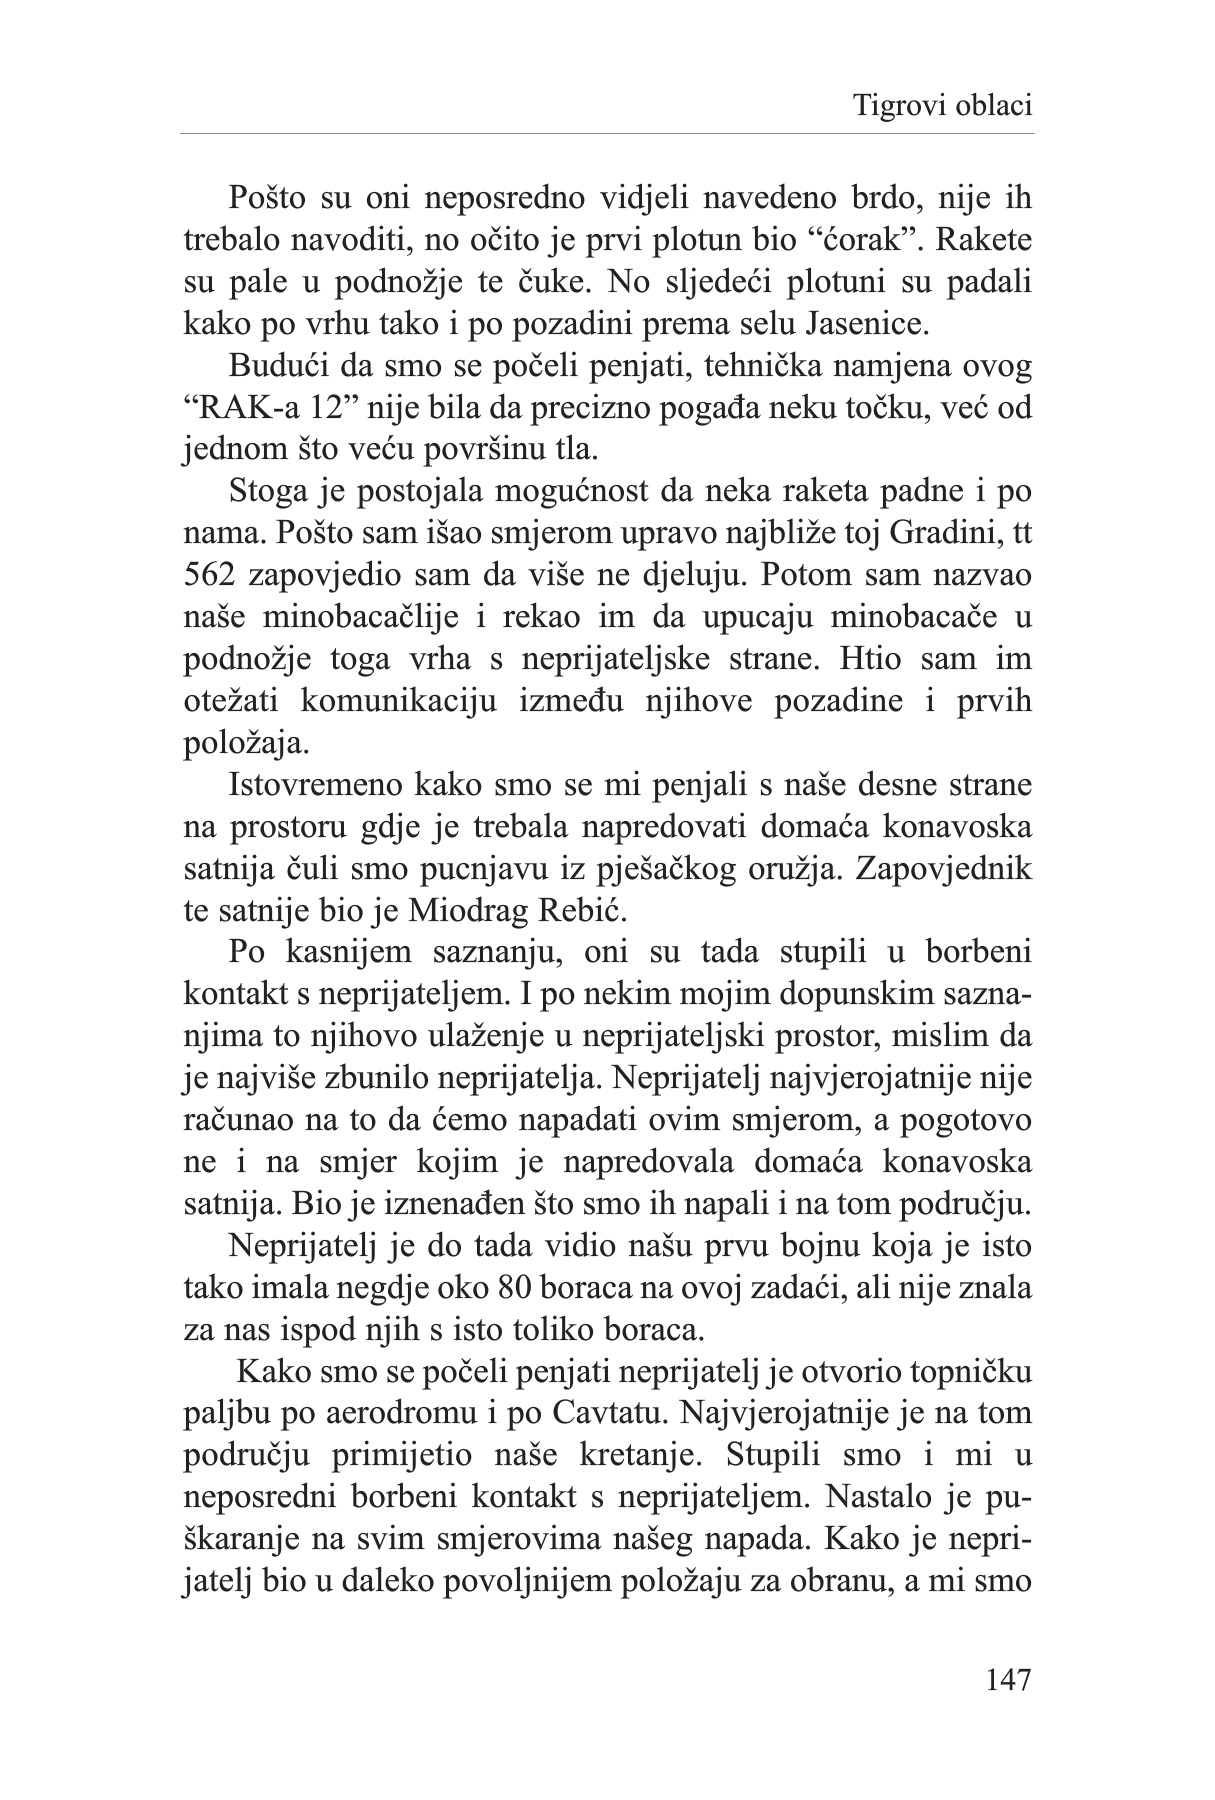 Tigrovi oblaci
Pošto su oni neposredno vidjeli navedeno brdo, nije ih
trebalo navoditi, no očito je prvi plotun bio “ćorak”. Rakete
su pale u podnožje te čuke. No sljedeći plotuni su padali
kako po vrhu tako i po pozadini prema selu Jasenice.
Budući da smo se počeli penjati, tehnička namjena ovog
“RAK-a 12” nije bila da precizno pogađa neku točku, već od
jednom što veću površinu tla.
Stoga je postojala mogućnost da neka raketa padne i po
nama. Pošto sam išao smjerom upravo najbliže toj Gradini, tt
562 zapovjedio sam da više ne djeluju. Potom sam nazvao
naše minobacačlije i rekao im da upucaju minobacače u
podnožje toga vrha s neprijateljske strane. Htio sam im
otežati komunikaciju između njihove pozadine i prvih
položaja.
Istovremeno kako smo se mi penjali s naše desne strane
na prostoru gdje je trebala napredovati domaća konavoska
satnija čuli smo pucnjavu iz pješačkog oružja. Zapovjednik
te satnije bio je Miodrag Rebić.
Po kasnijem saznanju, oni su tada stupili u borbeni
kontakt s neprijateljem. I po nekim mojim dopunskim sazna-
njima to njihovo ulaženje u neprijateljski prostor, mislim da
je najviše zbunilo neprijatelja. Neprijatelj najvjerojatnije nije
računao na to da ćemo napadati ovim smjerom, a pogotovo
ne i na smjer kojim je napredovala domaća konavoska
satnija. Bio je iznenađen što smo ih napali i na tom području.
Neprijatelj je do tada vidio našu prvu bojnu koja je isto
tako imala negdje oko 80 boraca na ovoj zadaći, ali nije znala
za nas ispod njih s isto toliko boraca.
Kako smo se počeli penjati neprijatelj je otvorio topničku
paljbu po aerodromu i po Cavtatu. Najvjerojatnije je na tom
području primijetio naše kretanje. Stupili smo i mi u
neposredni borbeni kontakt s neprijateljem. Nastalo je pu-
škaranje na svim smjerovima našeg napada. Kako je nepri-
jatelj bio u daleko povoljnijem položaju za obranu, a mi smo
147